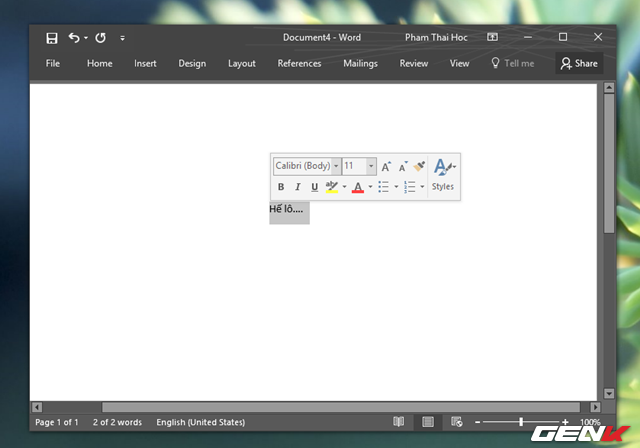 Document4 - Word
Pham Thai Hoc
File Home Insert Design Layout References Mailings Review View Tell me Share
Calibri (Body) 11
B I U aby A Styles
Hế lô....
Page 1 of 1 2 of 2 words English (United States) 100%
GENK